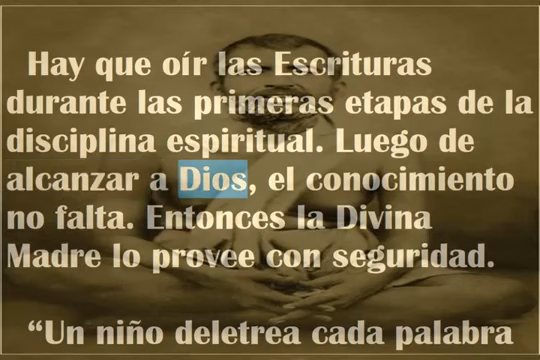 Hay que oír las Escrituras
durante las primeras etapas de la
disciplina espiritual. Luego de
alcanzar a Dios, el conocimiento
no falta. Entonces la Divina
Madre lo provee con seguridad.
“Un niño deletrea cada palabra